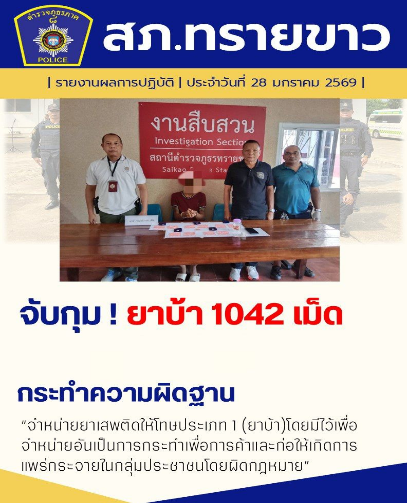 สภ.ทรายขาว
POLICE
| รายงานผลการปฏิบัติ | ประจำวันที่ 28 มกราคม 2569 |
งานสืบสวน
Investigation Section
สถานีตำรวจภูธรทราย
Saikao
จับกุม ! ยาบ้า 1042 เม็ด
กระทำความผิดฐาน
“จำหน่ายยาเสพติดให้โทษประเภท 1 (ยาบ้า)โดยมีไว้เพื่อ
จำหน่ายอันเป็นการกระทำเพื่อการค้าและก่อให้เกิดการ
แพร่กระจายในกลุ่มประชาชนโดยผิดกฎหมาย”